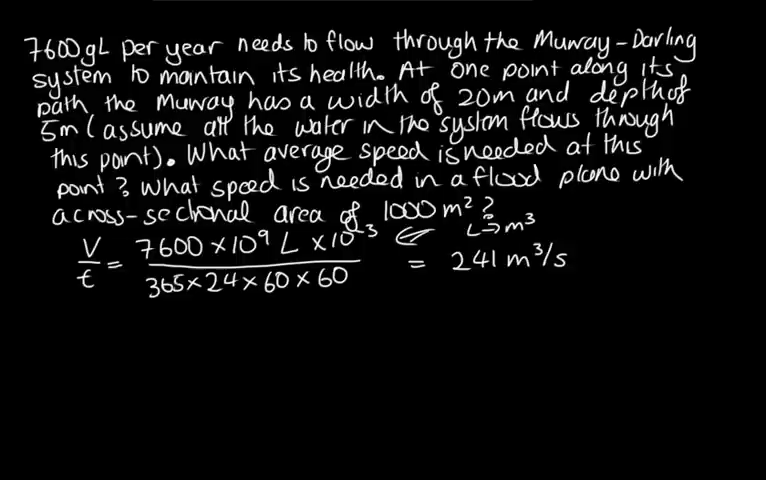 7600 gL per year needs to flow through the Murray-Darling
system to maintain its health. At one point along its
path the Murray has a width of 20m and depth of
5m (assume all the water in the system flows through
this point). What average speed is needed at this
point? What speed is needed in a flood plane with
a cross-sectional area of 1000 m²?
V/t = (7600 × 10⁹ L × 10⁻³)/(365 × 24 × 60 × 60) ⇐ L → m³ = 241 m³/s